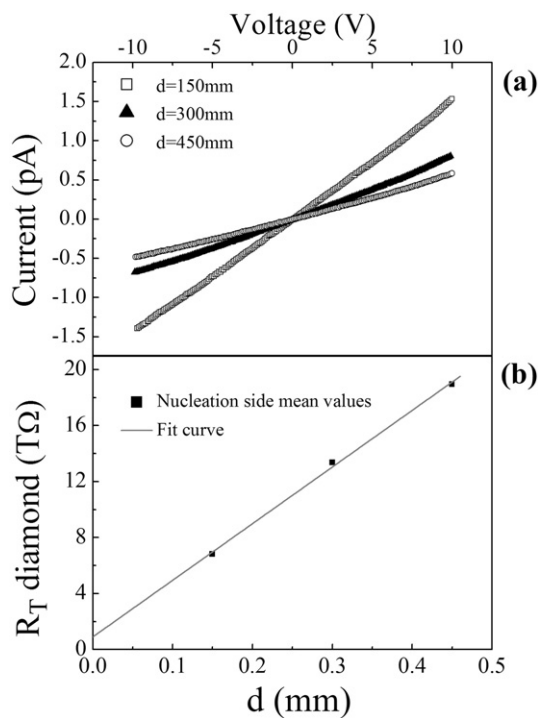 Voltage (V)
-10 -5 0 5 10
(a)
2.0
1.5
1.0
0.5
0.0
-0.5
-1.0
-1.5
Current (pA)
d=150mm
d=300mm
d=450mm
(b)
20
16
12
8
4
0
R_T diamond (TΩ)
Nucleation side mean values
Fit curve
0.0 0.1 0.2 0.3 0.4 0.5
d (mm)